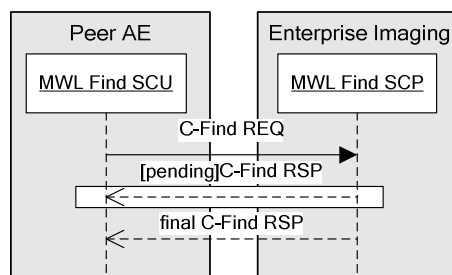 Peer AE
Enterprise Imaging
MWL Find SCU
MWL Find SCP
C-Find REQ
[pending]C-Find RSP
final C-Find RSP